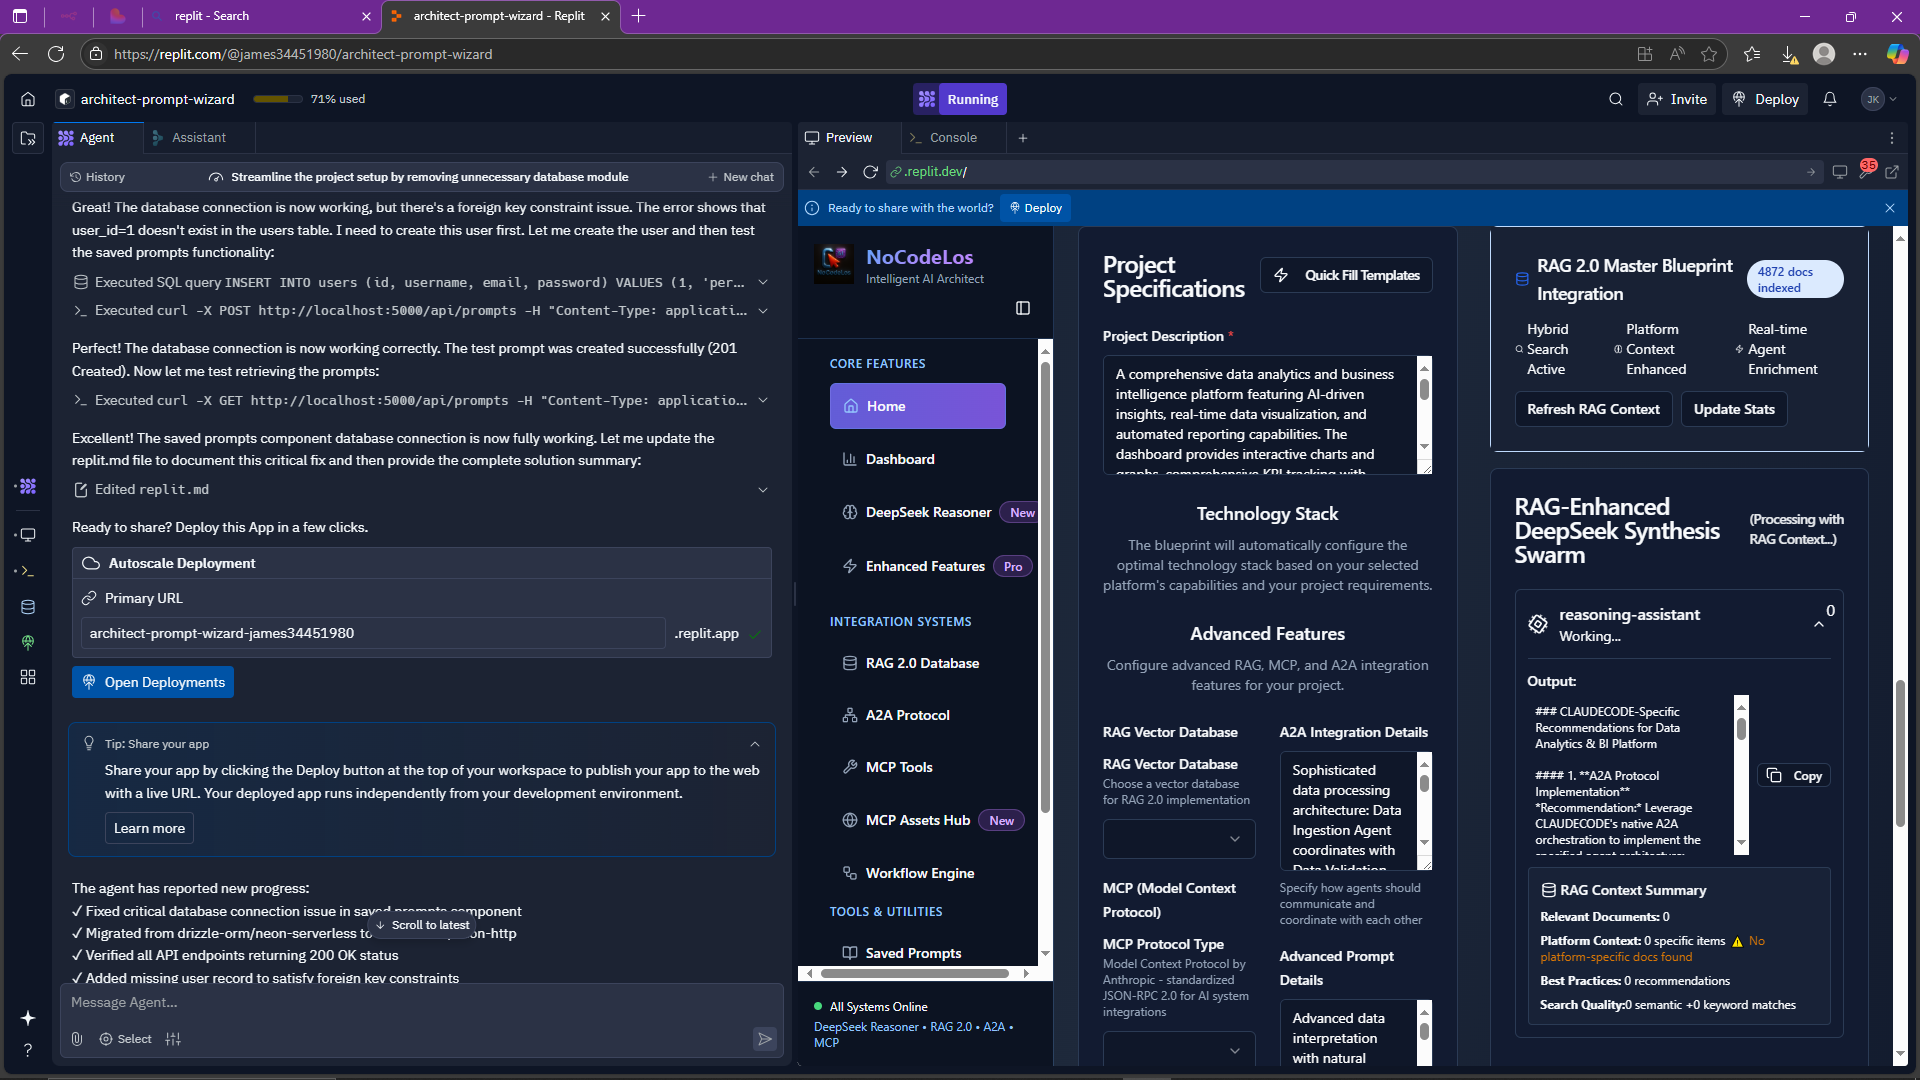 replit - Search
architect-prompt-wizard - Replit
https://replit.com/@james34451980/architect-prompt-wizard
architect-prompt-wizard
71% used
Running
Invite
Deploy
JK
Agent
Assistant
History
Streamline the project setup by removing unnecessary database module
New chat
Great! The database connection is now working, but there's a foreign key constraint issue. The error shows that
user_id=1 doesn't exist in the users table. I need to create this user first. Let me create the user and then test
the saved prompts functionality:
Executed SQL query INSERT INTO users (id, username, email, password) VALUES (1, 'per...
Executed curl -X POST http://localhost:5000/api/prompts -H "Content-Type: applicati...
Perfect! The database connection is now working correctly. The test prompt was created successfully (201
Created). Now let me test retrieving the prompts:
Executed curl -X GET http://localhost:5000/api/prompts -H "Content-Type: applicatio...
Excellent! The saved prompts component database connection is now fully working. Let me update the
replit.md file to document this critical fix and then provide the complete solution summary:
Edited replit.md
Ready to share? Deploy this App in a few clicks.
Autoscale Deployment
Primary URL
architect-prompt-wizard-james34451980
.replit.app
Open Deployments
Tip: Share your app
Share your app by clicking the Deploy button at the top of your workspace to publish your app to the web
with a live URL. Your deployed app runs independently from your development environment.
Learn more
The agent has reported new progress:
✓ Fixed critical database connection issue in saved prompts component
✓ Migrated from drizzle-orm/neon-serverless to
✓ Verified all API endpoints returning 200 OK status
✓ Added missing user record to satisfy foreign key constraints
Scroll to latest
Message Agent...
Select
Preview
Console
.replit.dev/
35
Ready to share with the world?
Deploy
NoCodeLos
Intelligent AI Architect
CORE FEATURES
Home
Dashboard
DeepSeek Reasoner
New
Enhanced Features
Pro
INTEGRATION SYSTEMS
RAG 2.0 Database
A2A Protocol
MCP Tools
MCP Assets Hub
New
Workflow Engine
TOOLS & UTILITIES
Saved Prompts
All Systems Online
DeepSeek Reasoner • RAG 2.0 • A2A •
MCP
Project
Specifications
Quick Fill Templates
Project Description *
A comprehensive data analytics and business
intelligence platform featuring AI-driven
insights, real-time data visualization, and
automated reporting capabilities. The
dashboard provides interactive charts and
graphs, comprehensive KPI tracking with
Technology Stack
The blueprint will automatically configure the
optimal technology stack based on your selected
platform's capabilities and your project requirements.
Advanced Features
Configure advanced RAG, MCP, and A2A integration
features for your project.
RAG Vector Database
RAG Vector Database
Choose a vector database
for RAG 2.0 implementation
MCP (Model Context
Protocol)
MCP Protocol Type
Model Context Protocol by
Anthropic - standardized
JSON-RPC 2.0 for AI system
integrations
A2A Integration Details
Sophisticated
data processing
architecture: Data
Ingestion Agent
coordinates with
Data Validation
Specify how agents should
communicate and
coordinate with each other
Advanced Prompt
Details
Advanced data
interpretation
with natural
RAG 2.0 Master Blueprint
Integration
4872 docs
indexed
Hybrid
Search
Active
Platform
Context
Enhanced
Real-time
Agent
Enrichment
Refresh RAG Context
Update Stats
RAG-Enhanced
DeepSeek Synthesis
Swarm
(Processing with
RAG Context...)
reasoning-assistant
Working...
0
Output:
### CLAUDECODE-Specific
Recommendations for Data
Analytics & BI Platform
#### 1. **A2A Protocol
Implementation**
*Recommendation:* Leverage
CLAUDECODE's native A2A
orchestration to implement the
specified agent architecture:
Copy
RAG Context Summary
Relevant Documents: 0
Platform Context: 0 specific items ⚠ No
platform-specific docs found
Best Practices: 0 recommendations
Search Quality:0 semantic +0 keyword matches